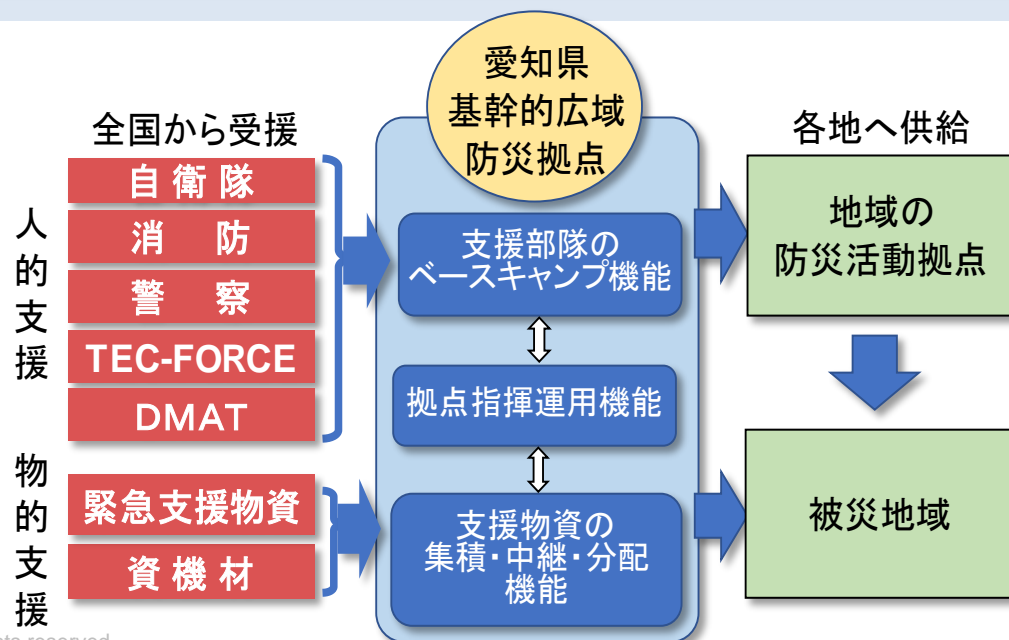 愛知県
基幹的広域
防災拠点
全国から受援
各地へ供給
人的支援
自衛隊
消 防
警 察
TEC-FORCE
DMAT
物的支援
緊急支援物資
資機材
支援部隊の
ベースキャンプ機能
拠点指揮運用機能
支援物資の
集積・中継・分配
機能
地域の
防災活動拠点
被災地域
reserved